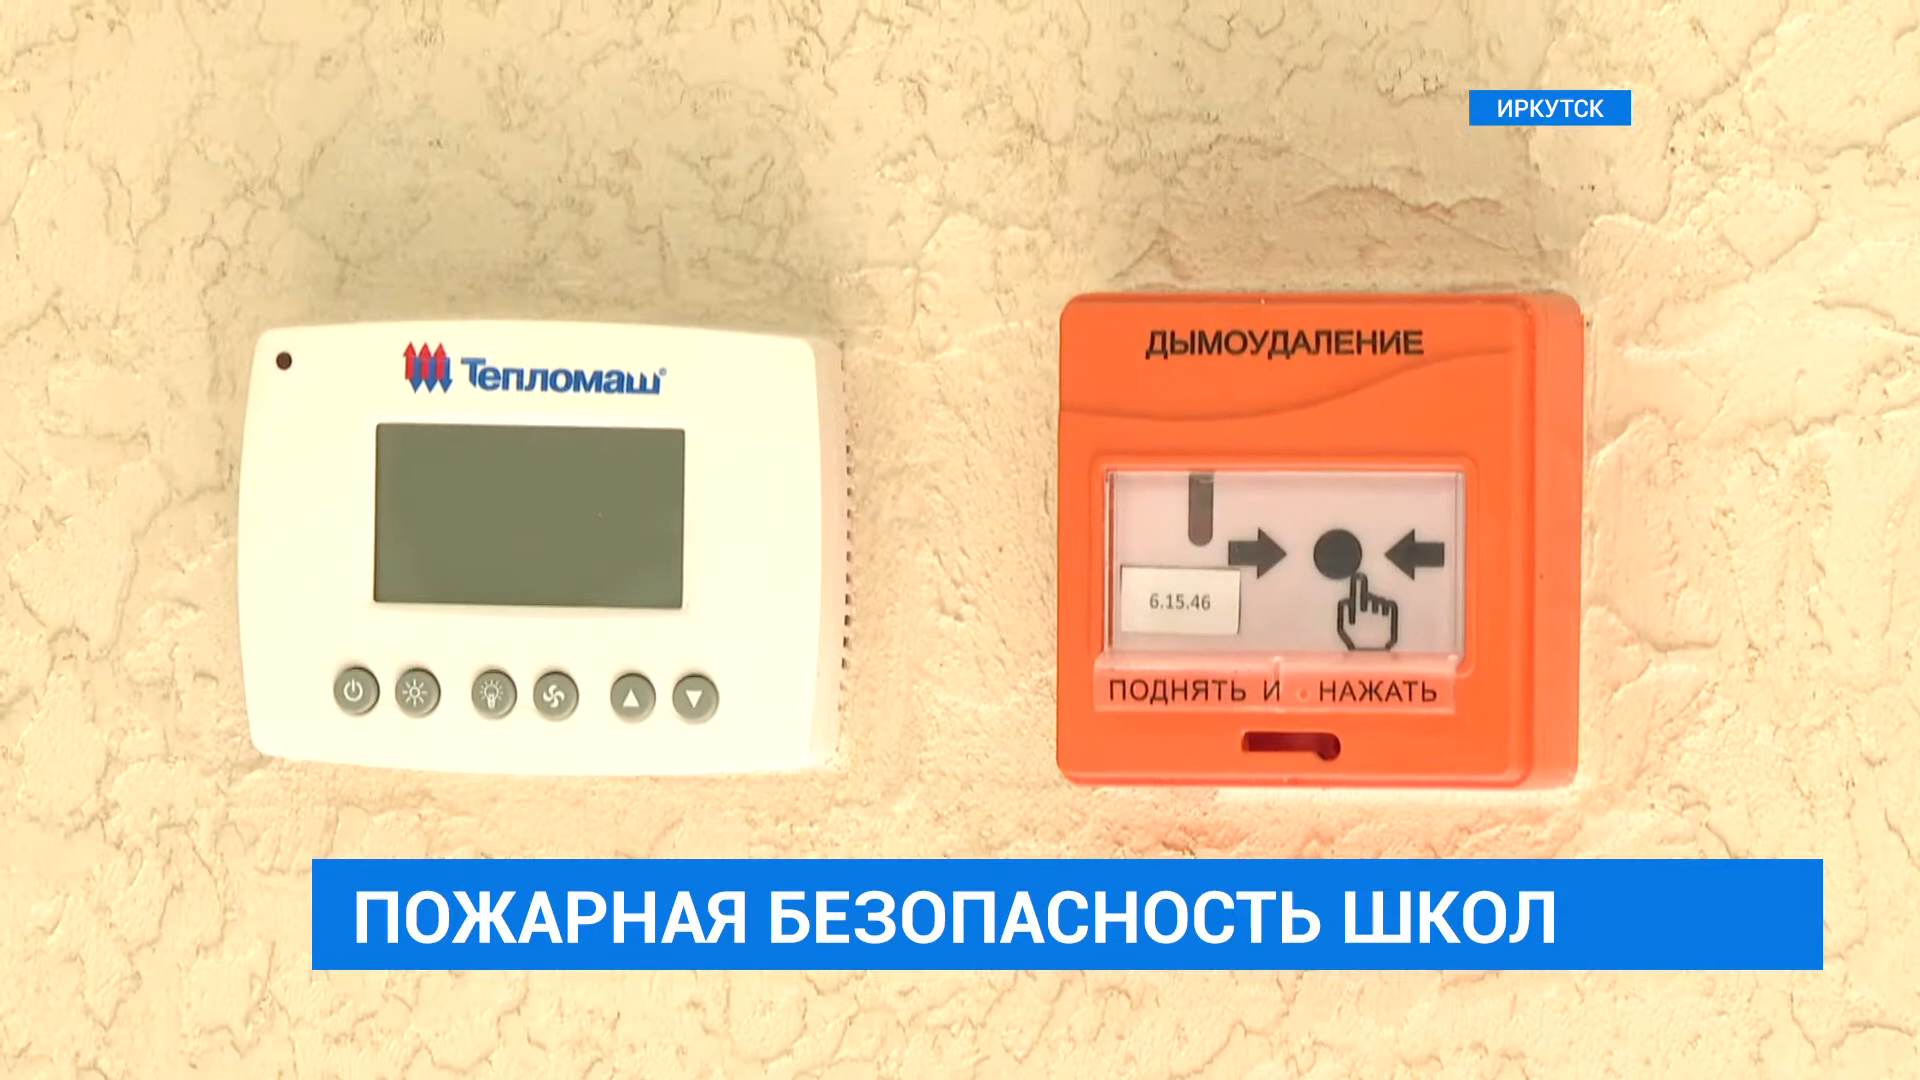 ИРКУТСК
Тепломаш
ДЫМОУДАЛЕНИЕ
6.15.46
ПОДНЯТЬ И НАЖАТЬ
ПОЖАРНАЯ БЕЗОПАСНОСТЬ ШКОЛ